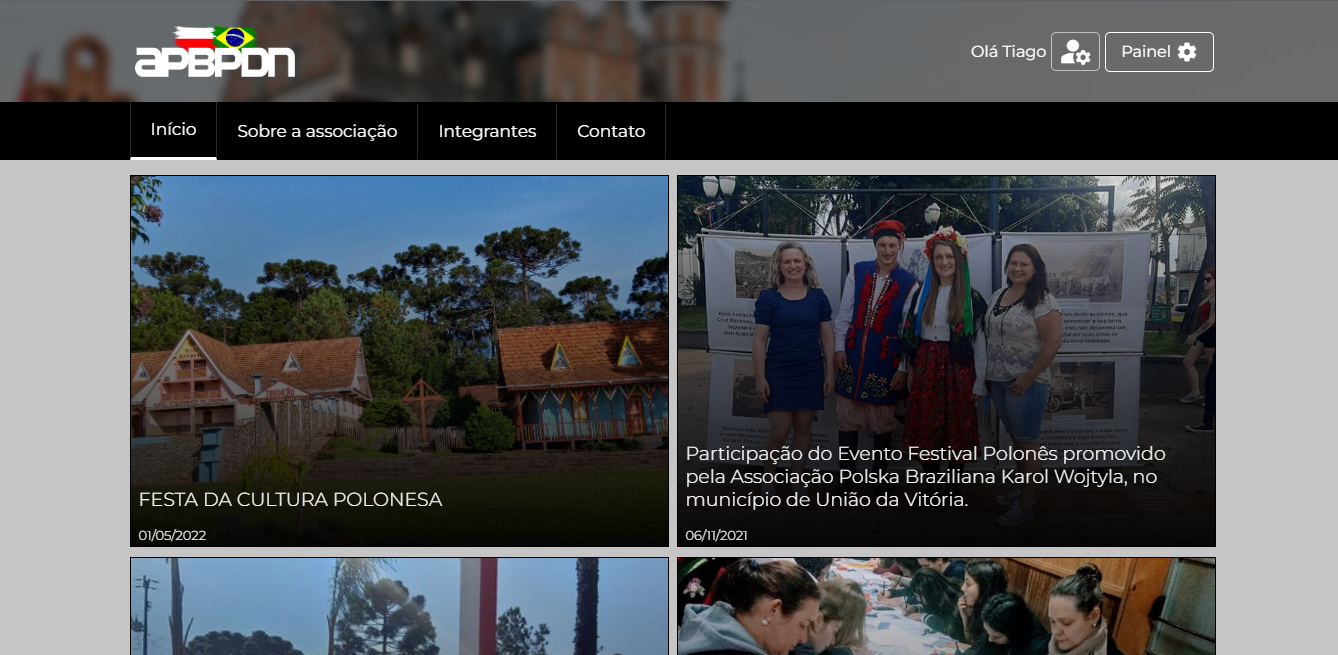 APBPDN
Olá Tiago
Painel
Início
Sobre a associação
Integrantes
Contato
FESTA DA CULTURA POLONESA
01/05/2022
Participação do Evento Festival Polonês promovido
pela Associação Polska Braziliana Karol Wojtyla, no
município de União da Vitória.
06/11/2021